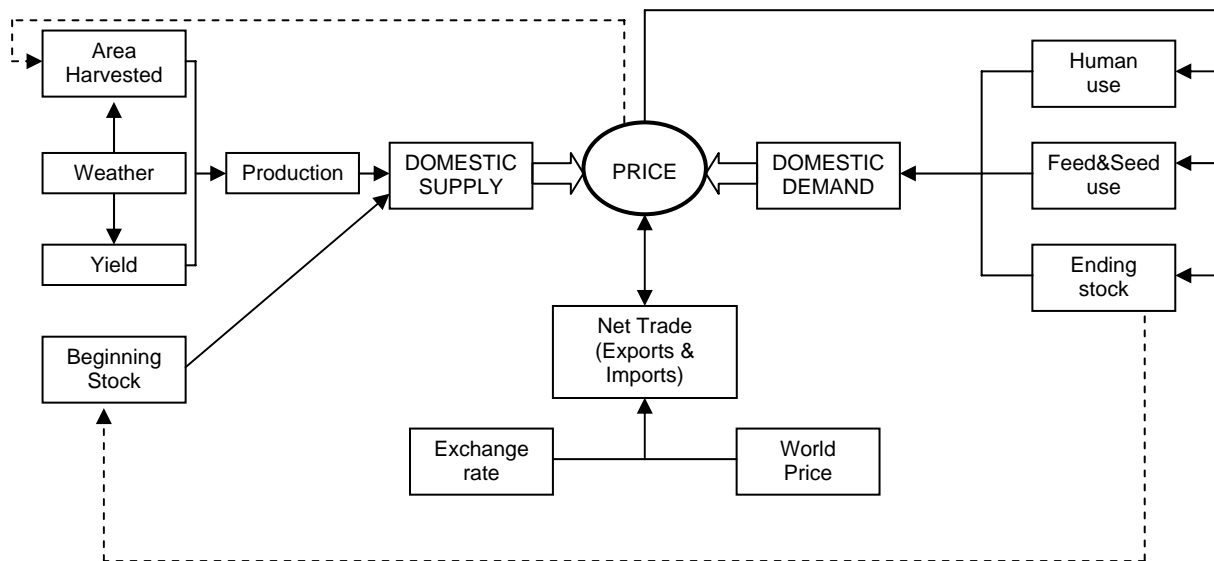 Area
Harvested
Weather
Yield
Beginning
Stock
Production
DOMESTIC
SUPPLY
PRICE
DOMESTIC
DEMAND
Human
use
Feed&Seed
use
Ending
stock
Net Trade
(Exports &
Imports)
Exchange
rate
World
Price